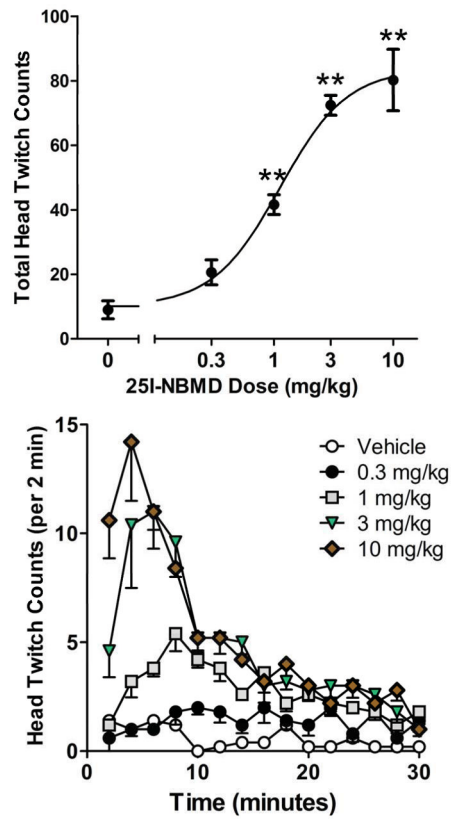 100
80
60
40
20
0
Total Head Twitch Counts
**
**
**
0 0.3 1 3 10
25I-NBMD Dose (mg/kg)
15
10
5
0
Head Twitch Counts (per 2 min)
Vehicle
0.3 mg/kg
1 mg/kg
3 mg/kg
10 mg/kg
0 10 20 30
Time (minutes)